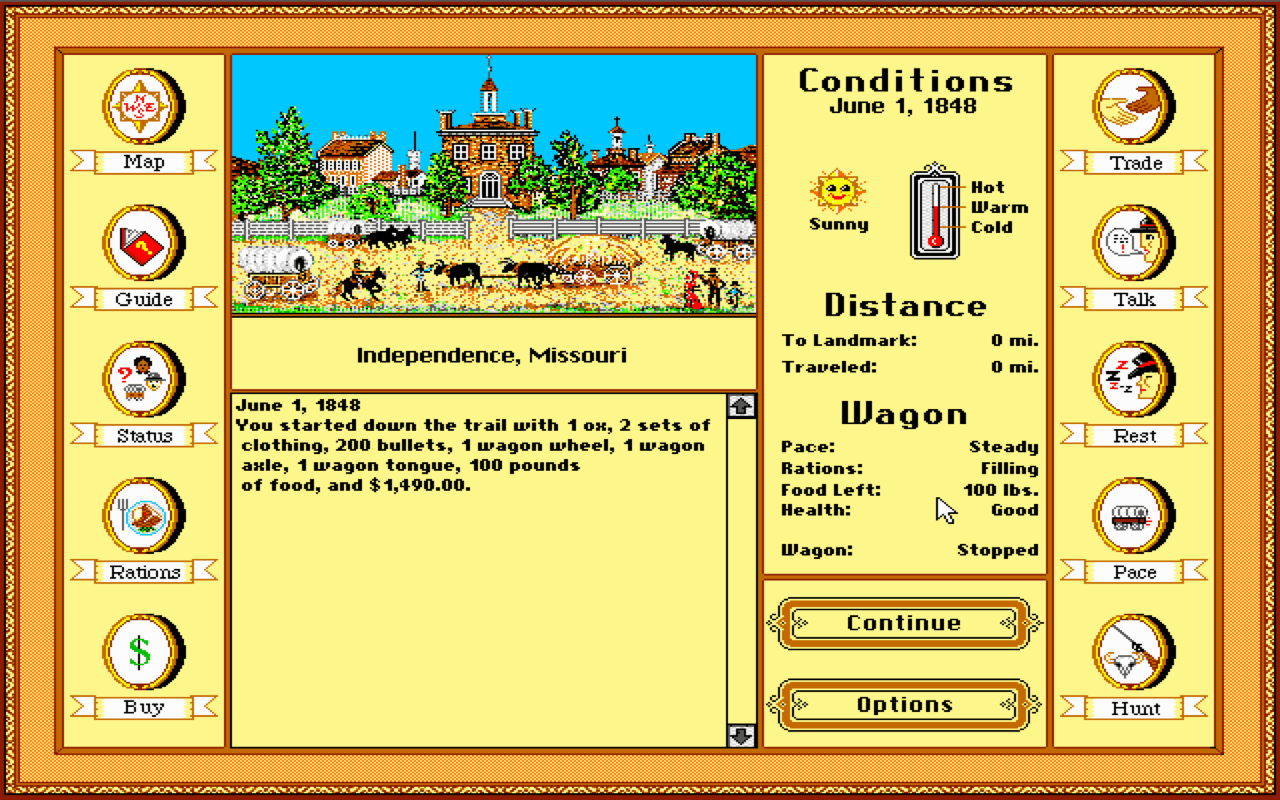 Map
Guide
Status
Rations
Buy
Independence, Missouri
June 1, 1848
You started down the trail with 1 ox, 2 sets of
clothing, 200 bullets, 1 wagon wheel, 1 wagon
axle, 1 wagon tongue, 100 pounds
of food, and $1,490.00.
Conditions
June 1, 1848
Sunny
Hot
Warm
Cold
Distance
To Landmark: 0 mi.
Traveled: 0 mi.
Wagon
Pace: Steady
Rations: Filling
Food Left: 100 lbs.
Health: Good
Wagon: Stopped
Continue
Options
Trade
Talk
Rest
Pace
Hunt
N
W E
S
?
?
$
Z Z
Z Z-Z